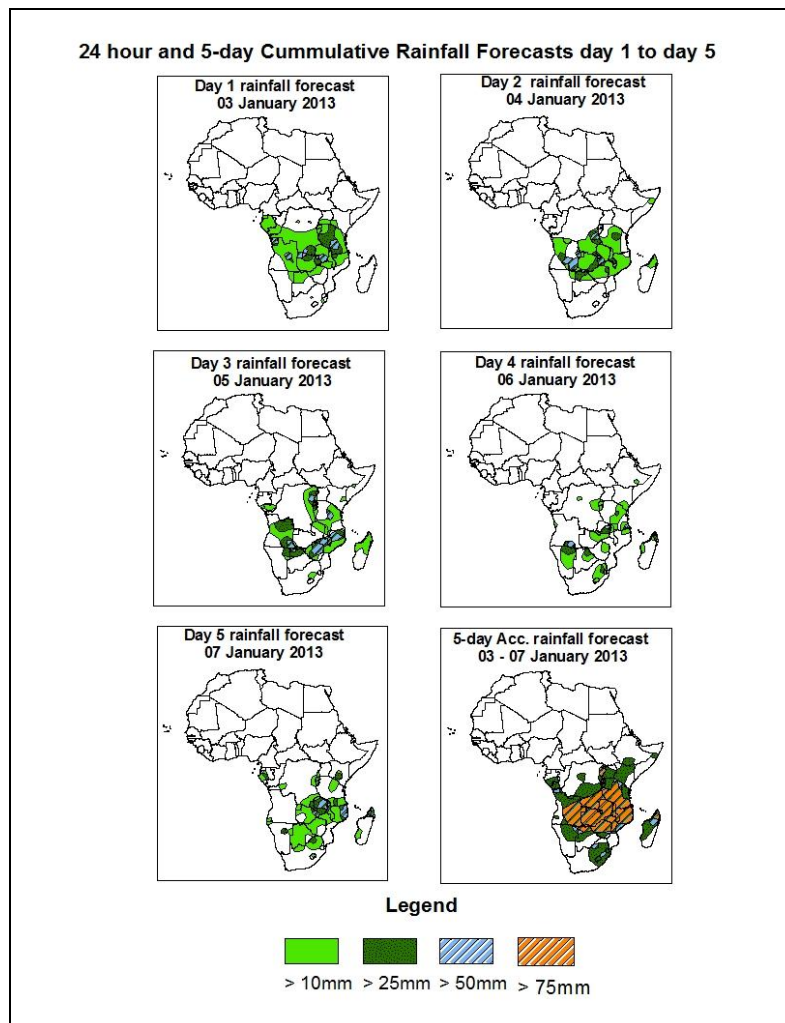 24 hour and 5-day Cummulative Rainfall Forecasts day 1 to day 5
Day 1 rainfall forecast
03 January 2013
Day 2 rainfall forecast
04 January 2013
Day 3 rainfall forecast
05 January 2013
Day 4 rainfall forecast
06 January 2013
Day 5 rainfall forecast
07 January 2013
5-day Acc. rainfall forecast
03 - 07 January 2013
Legend
> 10mm > 25mm > 50mm > 75mm